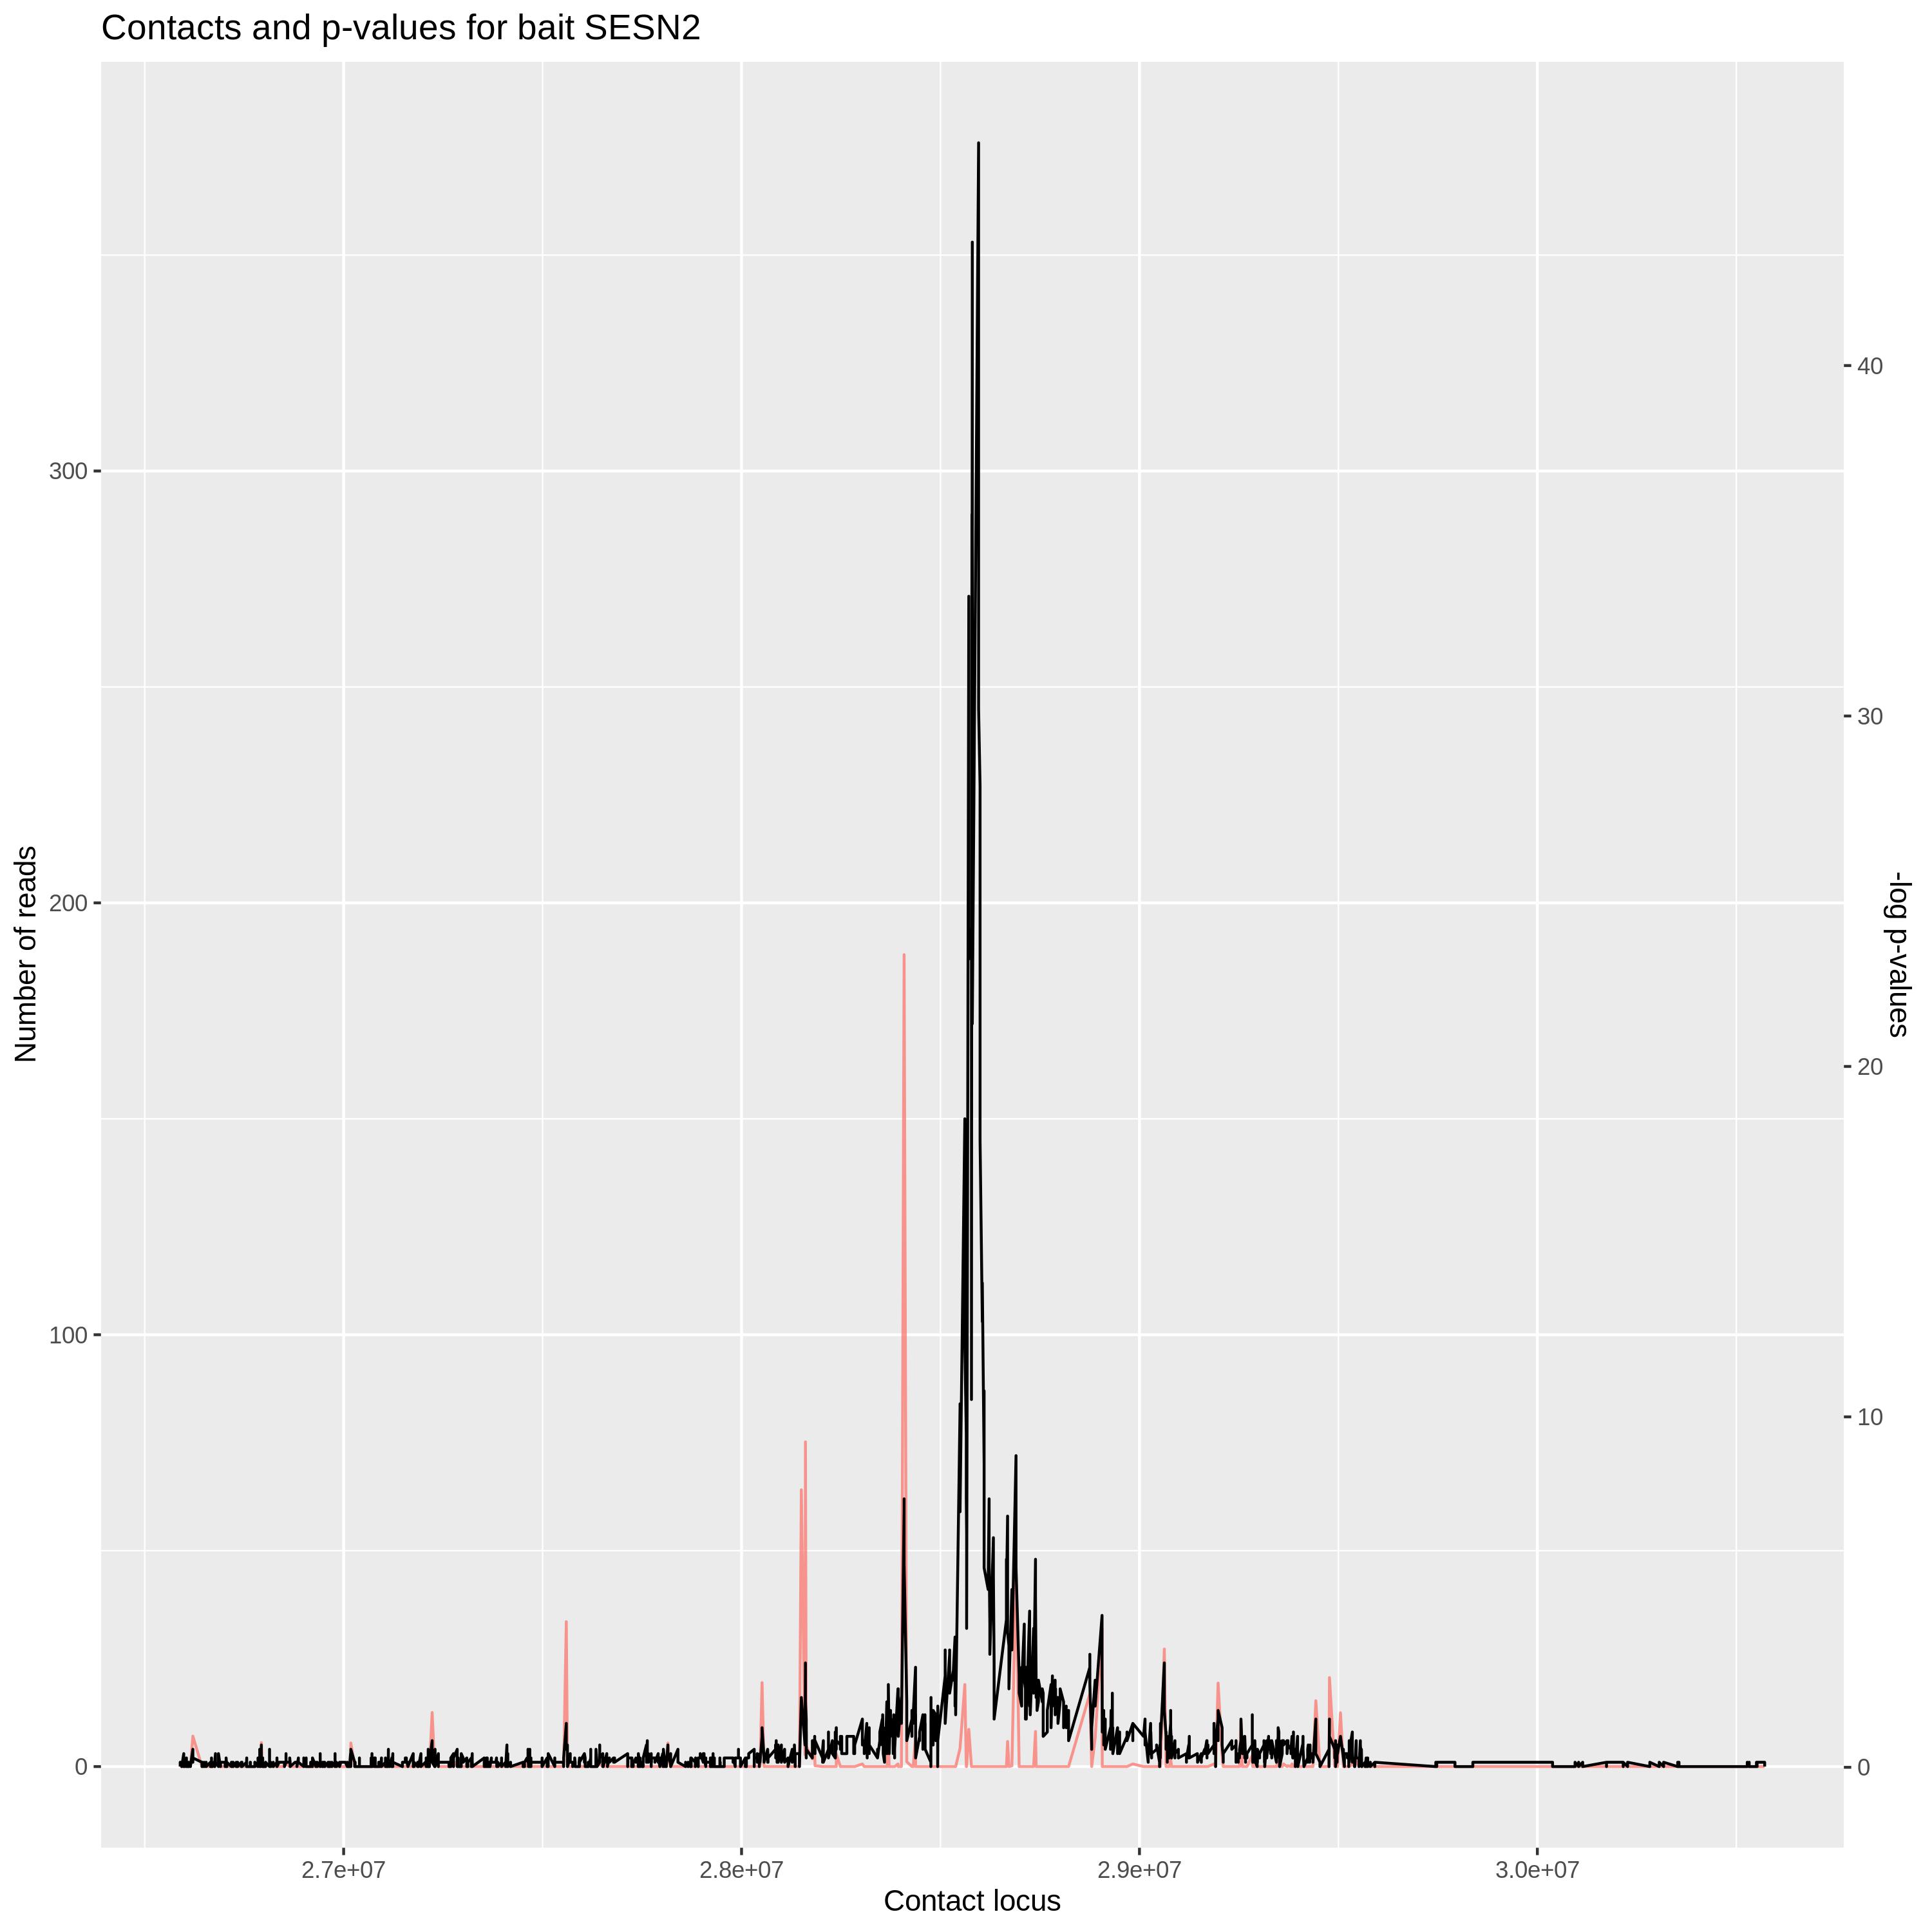 Contacts and p-values for bait SESN2
Number of reads
300
200
100
0
40
30
20
10
0
-log p-values
2.7e+07
2.8e+07
2.9e+07
3.0e+07
Contact locus